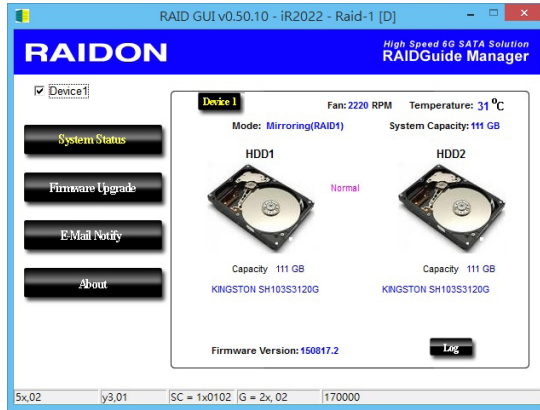 RAID GUI v0.50.10 - iR2022 - Raid-1 [D]
RAIDON
High Speed 6G SATA Solution
RAIDGuide Manager
Device1
Device 1
Fan: 2220 RPM Temperature: 31 ºC
Mode: Mirroring(RAID1) System Capacity: 111 GB
System Status
Firmware Upgrade
E-Mail Notify
About
HDD1 HDD2
Normal
Capacity 111 GB Capacity 111 GB
KINGSTON SH103S3120G KINGSTON SH103S3120G
Firmware Version: 150817.2
Log
5x,02 y3,01 SC = 1x0102 G = 2x, 02 170000